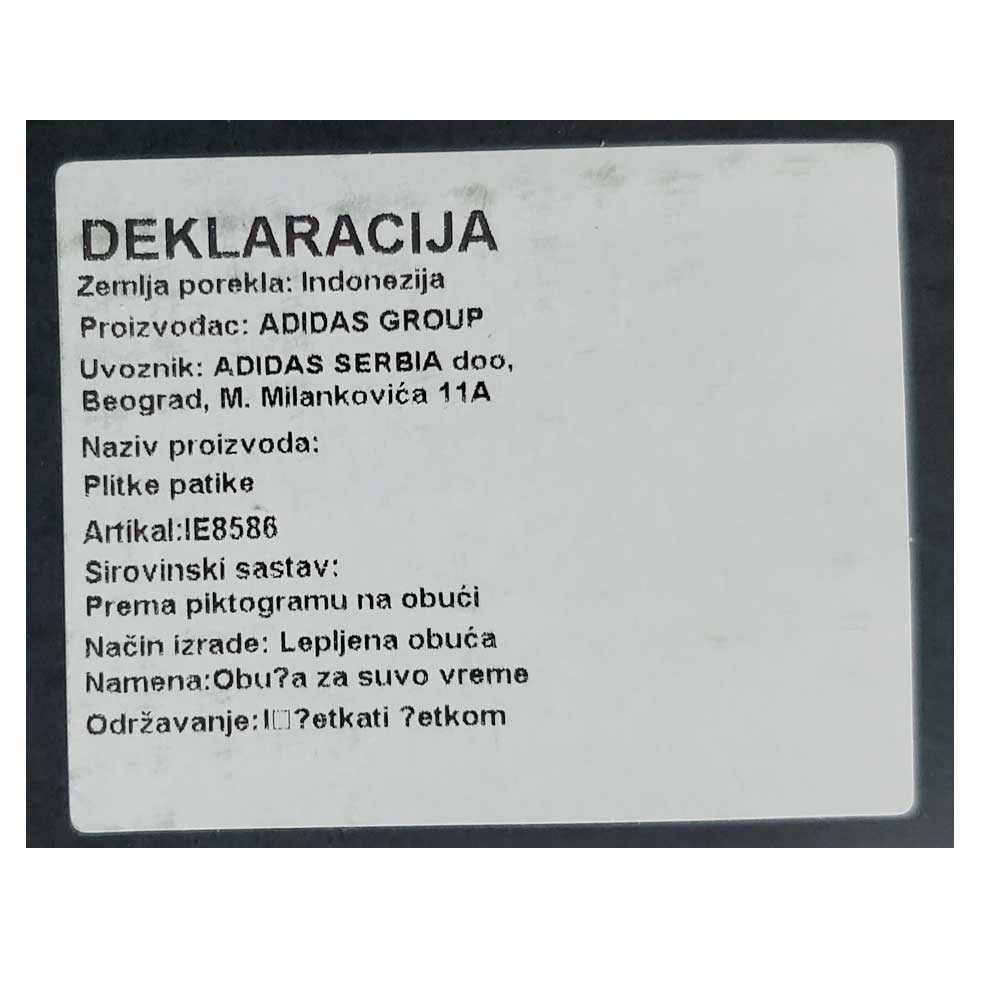 DEKLARACIJA
Zemlja porekla: Indonezija
Proizvođac: ADIDAS GROUP
Uvoznik: ADIDAS SERBIA doo,
Beograd, M. Milankovića 11A
Naziv proizvoda:
Plitke patike
Artikal:IE8586
Sirovinski sastav:
Prema piktogramu na obući
Način izrade: Lepljena obuća
Namena:Obu?a za suvo vreme
Održavanje:I□?etkati ?etkom